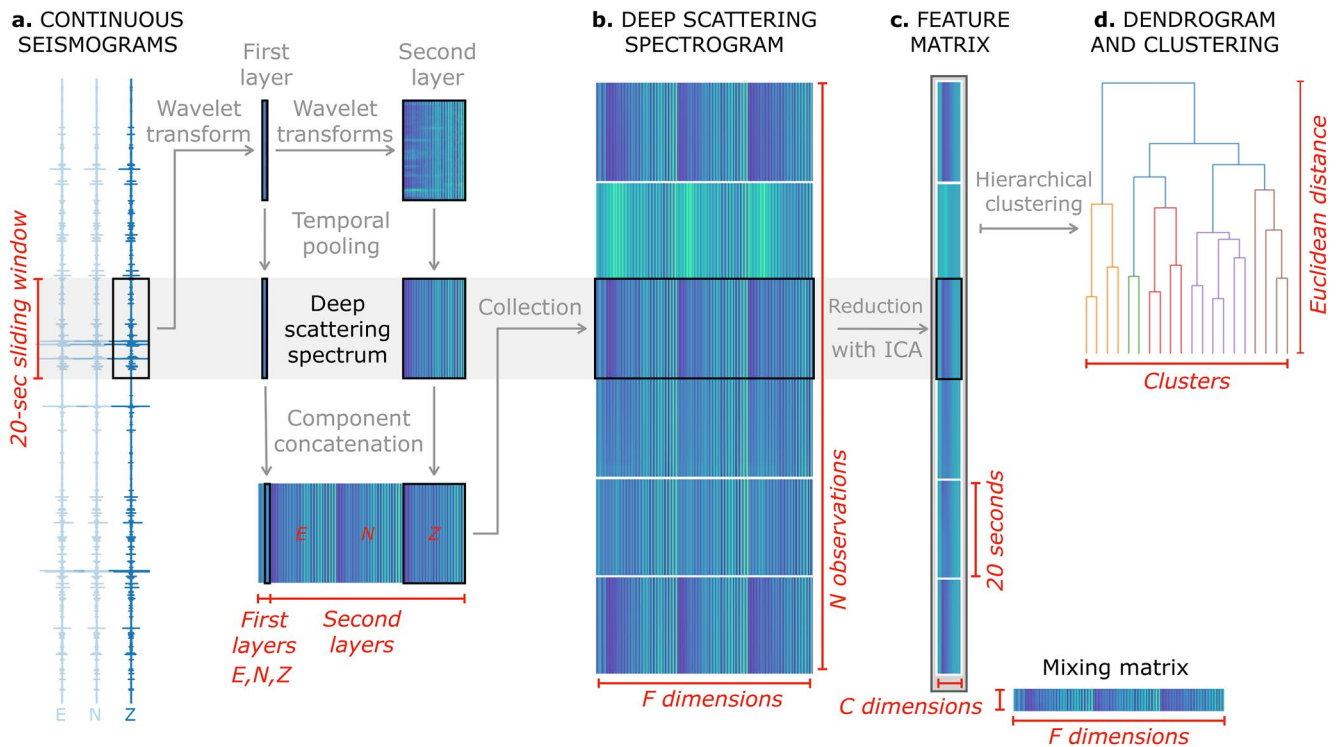 a. CONTINUOUS
SEISMOGRAMS
First
layer
Second
layer
Wavelet
transform
Wavelet
transforms
Temporal
pooling
20-sec sliding window
Deep
scattering
spectrum
Component
concatenation
E
N
Z
First
layers
E,N,Z
Second
layers
E
N
Z
Collection
b. DEEP SCATTERING
SPECTROGRAM
N observations
F dimensions
Reduction
with ICA
c. FEATURE
MATRIX
20 seconds
C dimensions
Mixing matrix
F dimensions
d. DENDROGRAM
AND CLUSTERING
Hierarchical
clustering
Euclidean distance
Clusters